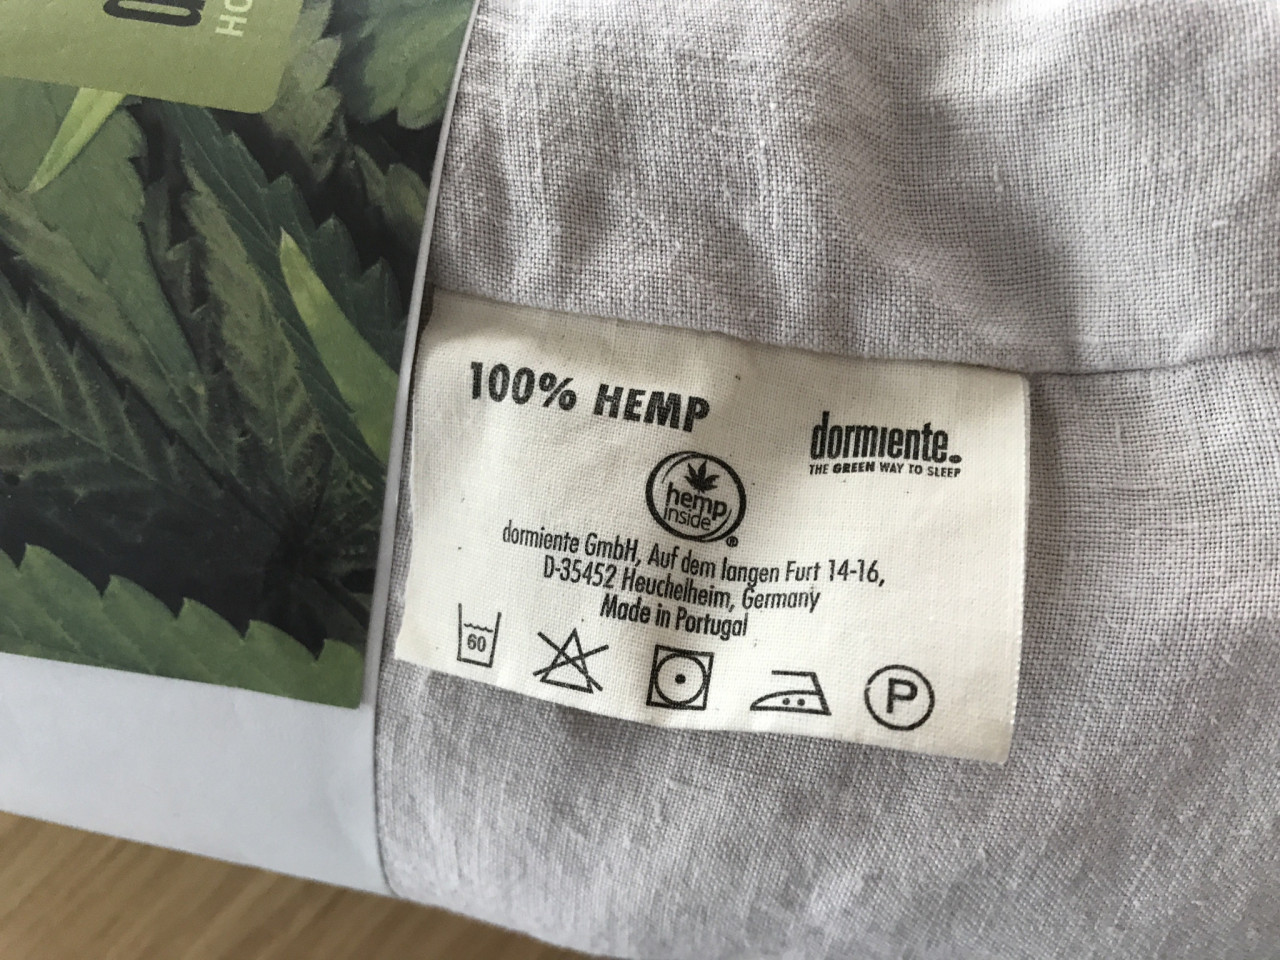 HO
100% HEMP
dormiente.
THE GREEN WAY TO SLEEP
hemp
inside
®
dormiente GmbH, Auf dem langen Furt 14-16,
D-35452 Heuchelheim, Germany
Made in Portugal
60
P